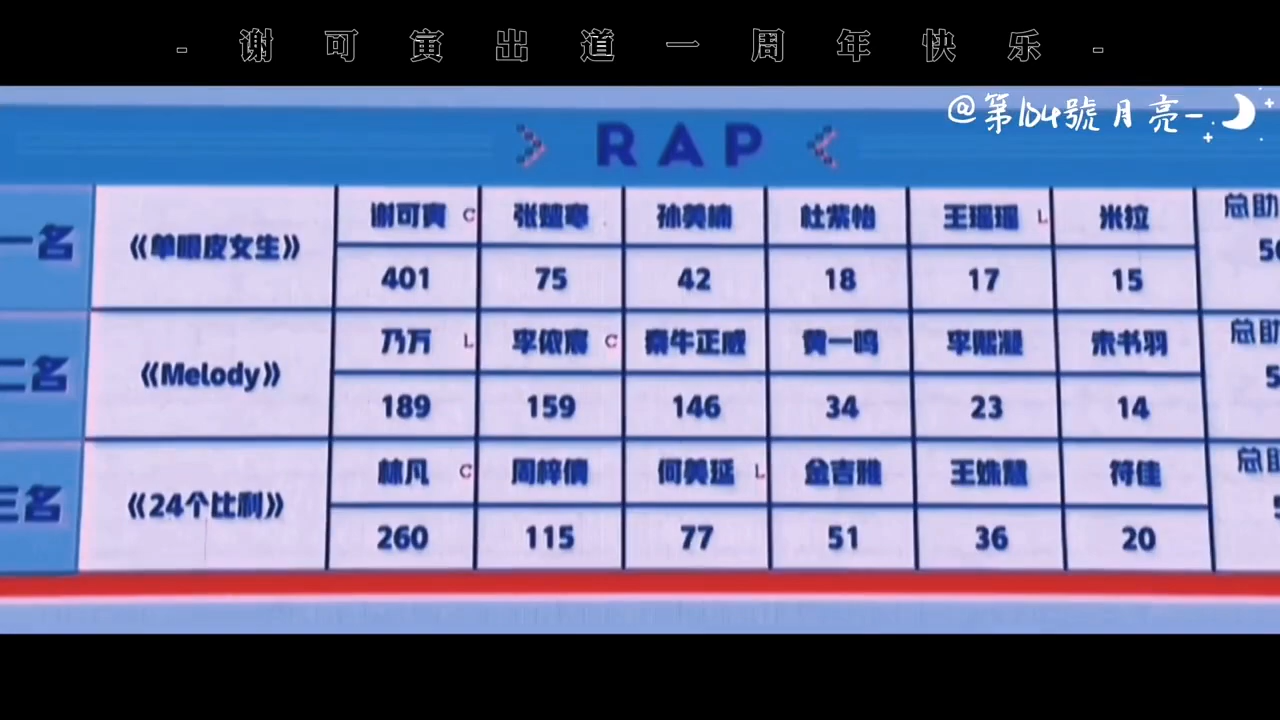 - 谢可寅出道一周年快乐 -
@第104號月亮
RAP
一名 《单眼皮女生》 谢可寅 C 张楚寒 孙美楠 杜紫怡 王瑶瑶 L 米拉 总助
401 75 42 18 17 15
二名 《Melody》 乃万 L 李依宸 C 秦牛正威 黄一鸣 李熙凝 朱书羽 总助
189 159 146 34 23 14
三名 《24个比利》 林凡 C 周梓倩 何美延 L 金吉雅 王姝慧 符佳 总助
260 115 77 51 36 20